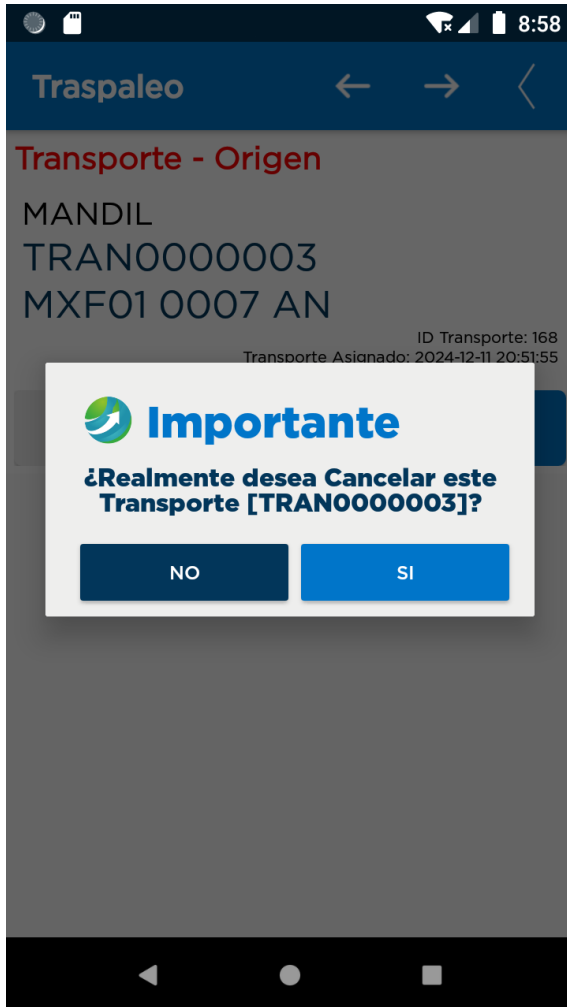 8:58
Traspaleo
Transporte - Origen
MANDIL
TRAN0000003
MXF01 0007 AN
ID Transporte: 168
Transporte Asignado: 2024-12-11 20:51:55
Importante
¿Realmente desea Cancelar este
Transporte [TRAN0000003]?
NO
SI